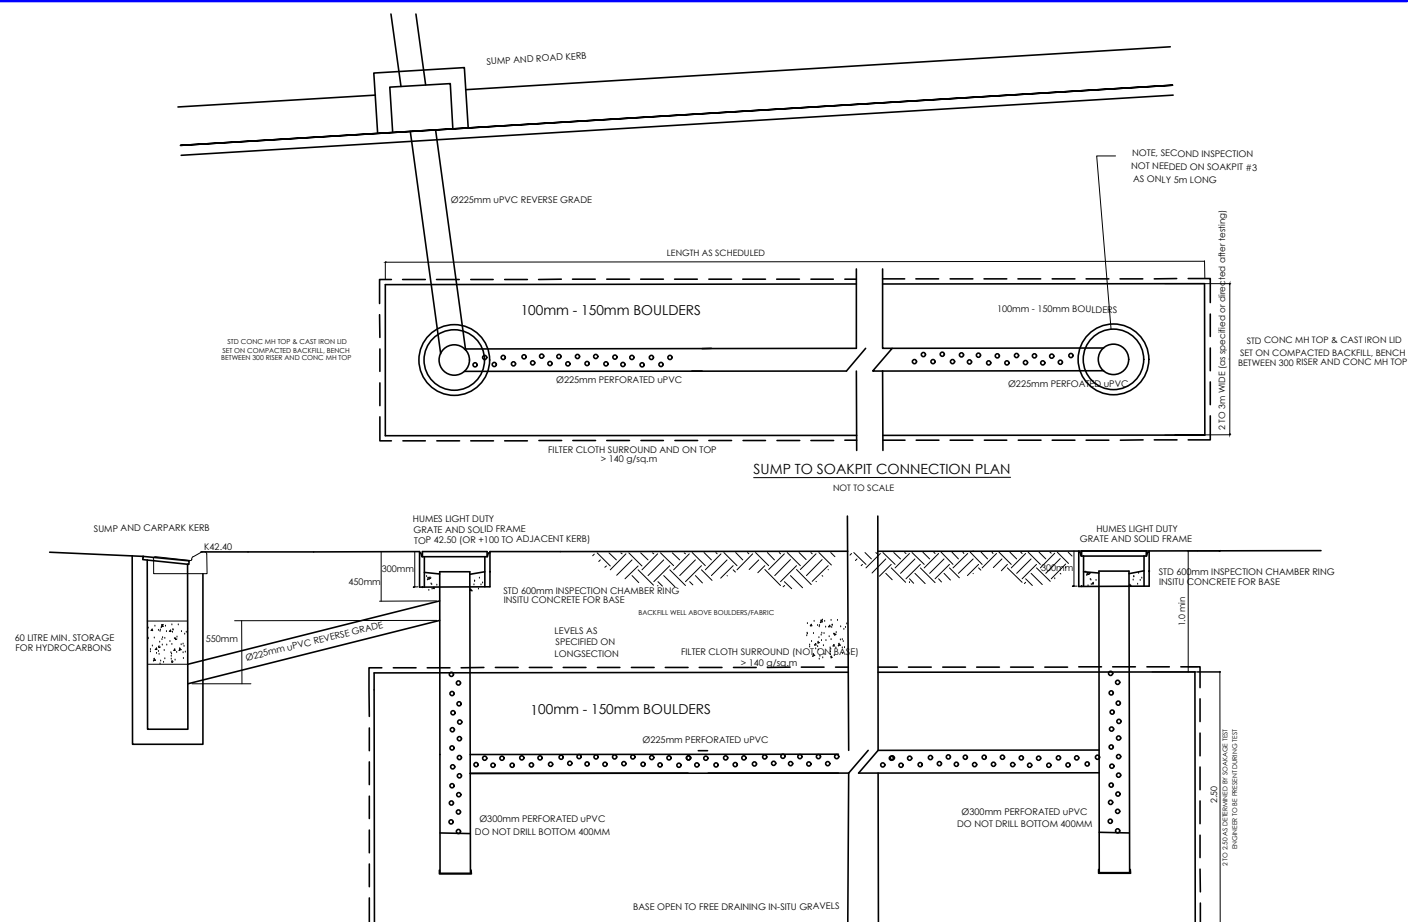 SUMP AND ROAD KERB
NOTE, SECOND INSPECTION
NOT NEEDED ON SOAKPIT #3
AS ONLY 5m LONG
Ø225mm uPVC REVERSE GRADE
LENGTH AS SCHEDULED
100mm - 150mm BOULDERS
100mm - 150mm BOULDERS
2 TO 3m WIDE (as specified or directed after testing)
STD CONC MH TOP & CAST IRON LID
SET ON COMPACTED BACKFILL, BENCH
BETWEEN 300 RISER AND CONC MH TOP
STD CONC MH TOP & CAST IRON LID
SET ON COMPACTED BACKFILL, BENCH
BETWEEN 300 RISER AND CONC MH TOP
Ø225mm PERFORATED uPVC
Ø225mm PERFOATED uPVC
FILTER CLOTH SURROUND AND ON TOP
> 140 g/sq.m
SUMP TO SOAKPIT CONNECTION PLAN
NOT TO SCALE
SUMP AND CARPARK KERB
K42.40
HUMES LIGHT DUTY
GRATE AND SOLID FRAME
TOP 42.50 (OR +100 TO ADJACENT KERB)
HUMES LIGHT DUTY
GRATE AND SOLID FRAME
300mm
450mm
300mm
STD 600mm INSPECTION CHAMBER RING
INSITU CONCRETE FOR BASE
STD 600mm INSPECTION CHAMBER RING
INSITU CONCRETE FOR BASE
1.0 min
BACKFILL WELL ABOVE BOULDERS/FABRIC
60 LITRE MIN. STORAGE
FOR HYDROCARBONS
550mm
Ø225mm uPVC REVERSE GRADE
LEVELS AS
SPECIFIED ON
LONGSECTION
FILTER CLOTH SURROUND (NOT ON BASE)
> 140 g/sq.m
100mm - 150mm BOULDERS
Ø225mm PERFORATED uPVC
Ø300mm PERFORATED uPVC
DO NOT DRILL BOTTOM 400MM
Ø300mm PERFORATED uPVC
DO NOT DRILL BOTTOM 400MM
2.50
2 TO 2.50 AS DETERMINED BY SOAKAGE TEST
ENGINEER TO BE PRESENT DURING TEST
BASE OPEN TO FREE DRAINING IN-SITU GRAVELS